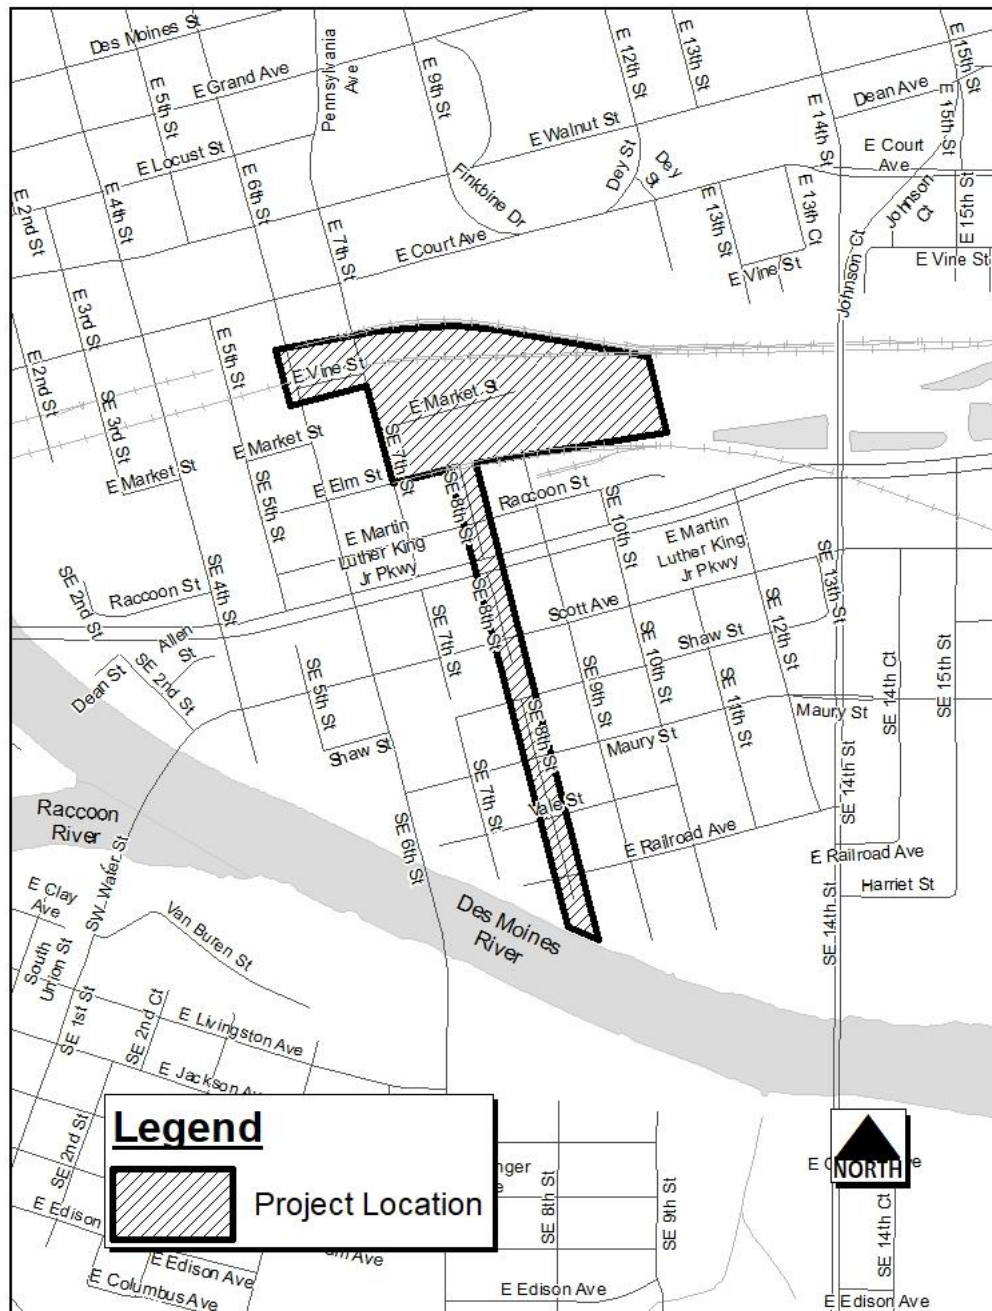 Des Moines St
E 5th St
E Grand Ave
Pennsylvania
Ave
E 9th St
E 12th St
E 13th St
E 15th St
Dean Ave
E 14th St
E 15th St
E Walnut St
E Court
Ave
E Locust St
E 2nd St
E 4th St
E 6th St
E 7th St
Finkbine Dr
Dey St
Dey
St
E 13th St
E 13th Ct
Johnson
Ct
E 15th St
E Court Ave
E Vine St
E Vine St
Johnson Ct
E 3rd St
E 2nd St
E 5th St
E Vine St
E Market St
SE 3rd St
E Market St
E Market St
SE 5th St
E Elm St
SE 7th St
SE 8th St
Raccoon St
SE 10th St
E Martin
Luther King
Jr Pkwy
E Martin
Luther King
Jr Pkwy
SE 2nd St
Raccoon St
SE 4th St
SE 8th St
Scott Ave
SE 13th St
SE 12th St
Shaw St
Allen
St
Dean St
SE 2nd St
SE 5th St
SE 7th St
SE 9th St
SE 10th St
SE 11th St
SE 14th Ct
SE 15th St
Shaw St
SE 8th St
Maury St
Maury St
SE 14th St
SE 7th St
Vale St
Raccoon
River
SW Water St
SE 6th St
E Railroad Ave
E Railroad Ave
Harriet St
E Clay
Ave
South
Union St
Van Buren St
Des Moines
River
SE 14th St
SE 1st St
SE 2nd Ct
E Livingston Ave
E Jackson
SE 2nd St
Legend
Project Location
nger
SE 8th St
SE 9th St
NORTH
SE 14th Ct
E Edison
Ave
E Edison Ave
E Columbus Ave
E Edison Ave
E Edison Ave